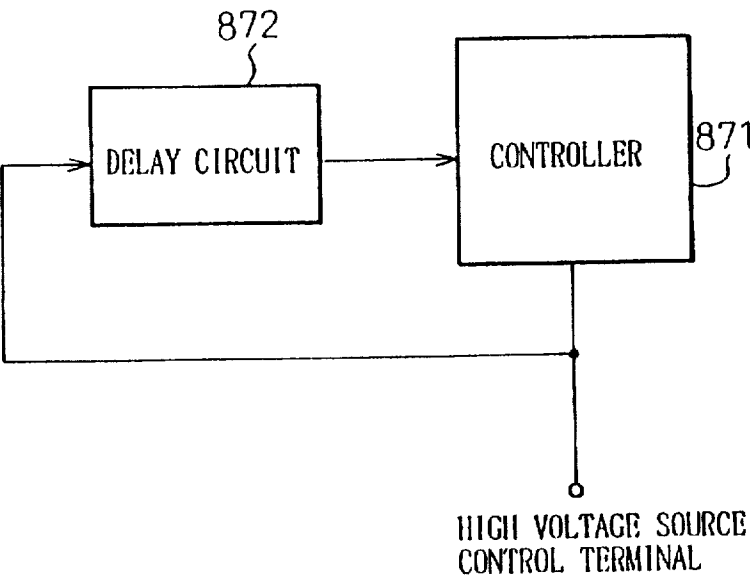 872
871
DELAY CIRCUIT
CONTROLLER
HIGH VOLTAGE SOURCE
CONTROL TERMINAL